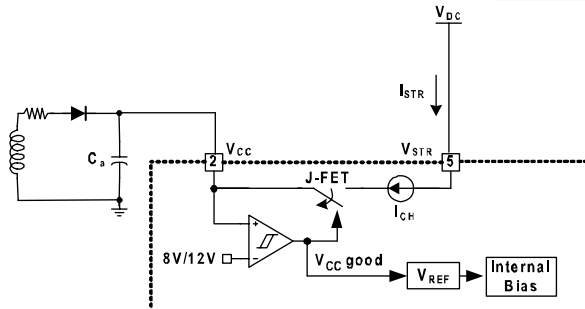 VDC
ISTR
Ca
VCC
VSTR
2
5
J-FET
ICH
8V/12V
+
-
VCC good
VREF
Internal
Bias